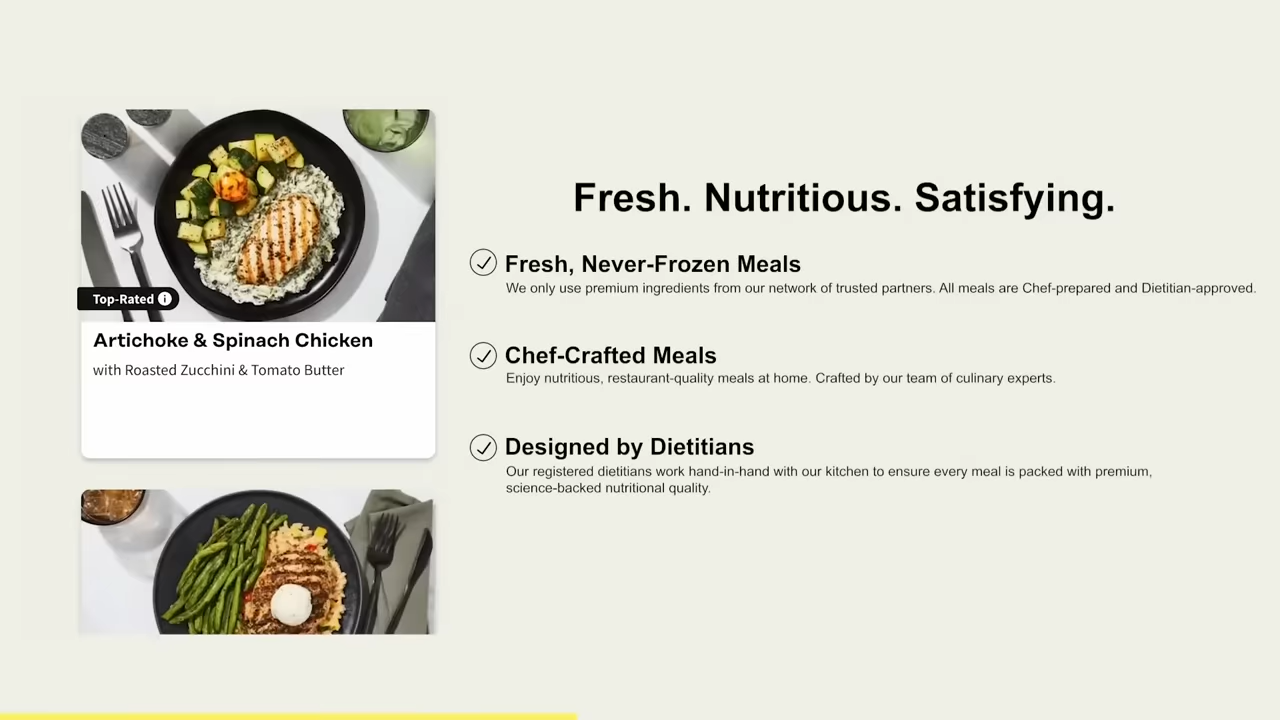 Fresh. Nutritious. Satisfying.
Fresh, Never-Frozen Meals
We only use premium ingredients from our network of trusted partners. All meals are Chef-prepared and Dietitian-approved.
Chef-Crafted Meals
Enjoy nutritious, restaurant-quality meals at home. Crafted by our team of culinary experts.
Designed by Dietitians
Our registered dietitians work hand-in-hand with our kitchen to ensure every meal is packed with premium,
science-backed nutritional quality.
Top-Rated i
Artichoke & Spinach Chicken
with Roasted Zucchini & Tomato Butter